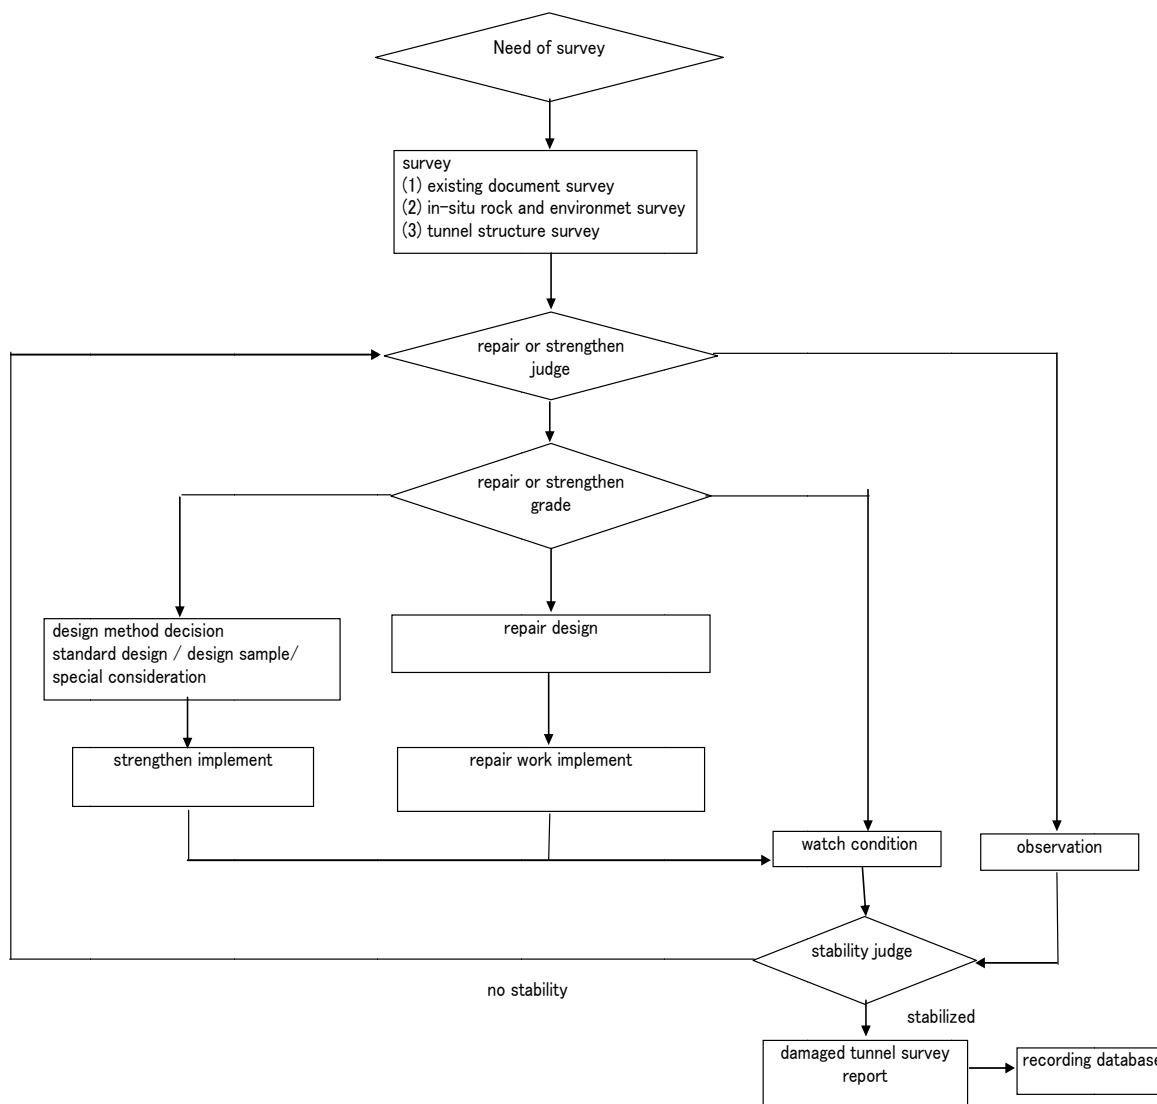 Need of survey
survey
(1) existing document survey
(2) in-situ rock and environmet survey
(3) tunnel structure survey
repair or strengthen
judge
repair or strengthen
grade
design method decision
standard design / design sample/
special consideration
repair design
strengthen implement
repair work implement
watch condition
observation
stability judge
no stability
stabilized
damaged tunnel survey
report
recording database